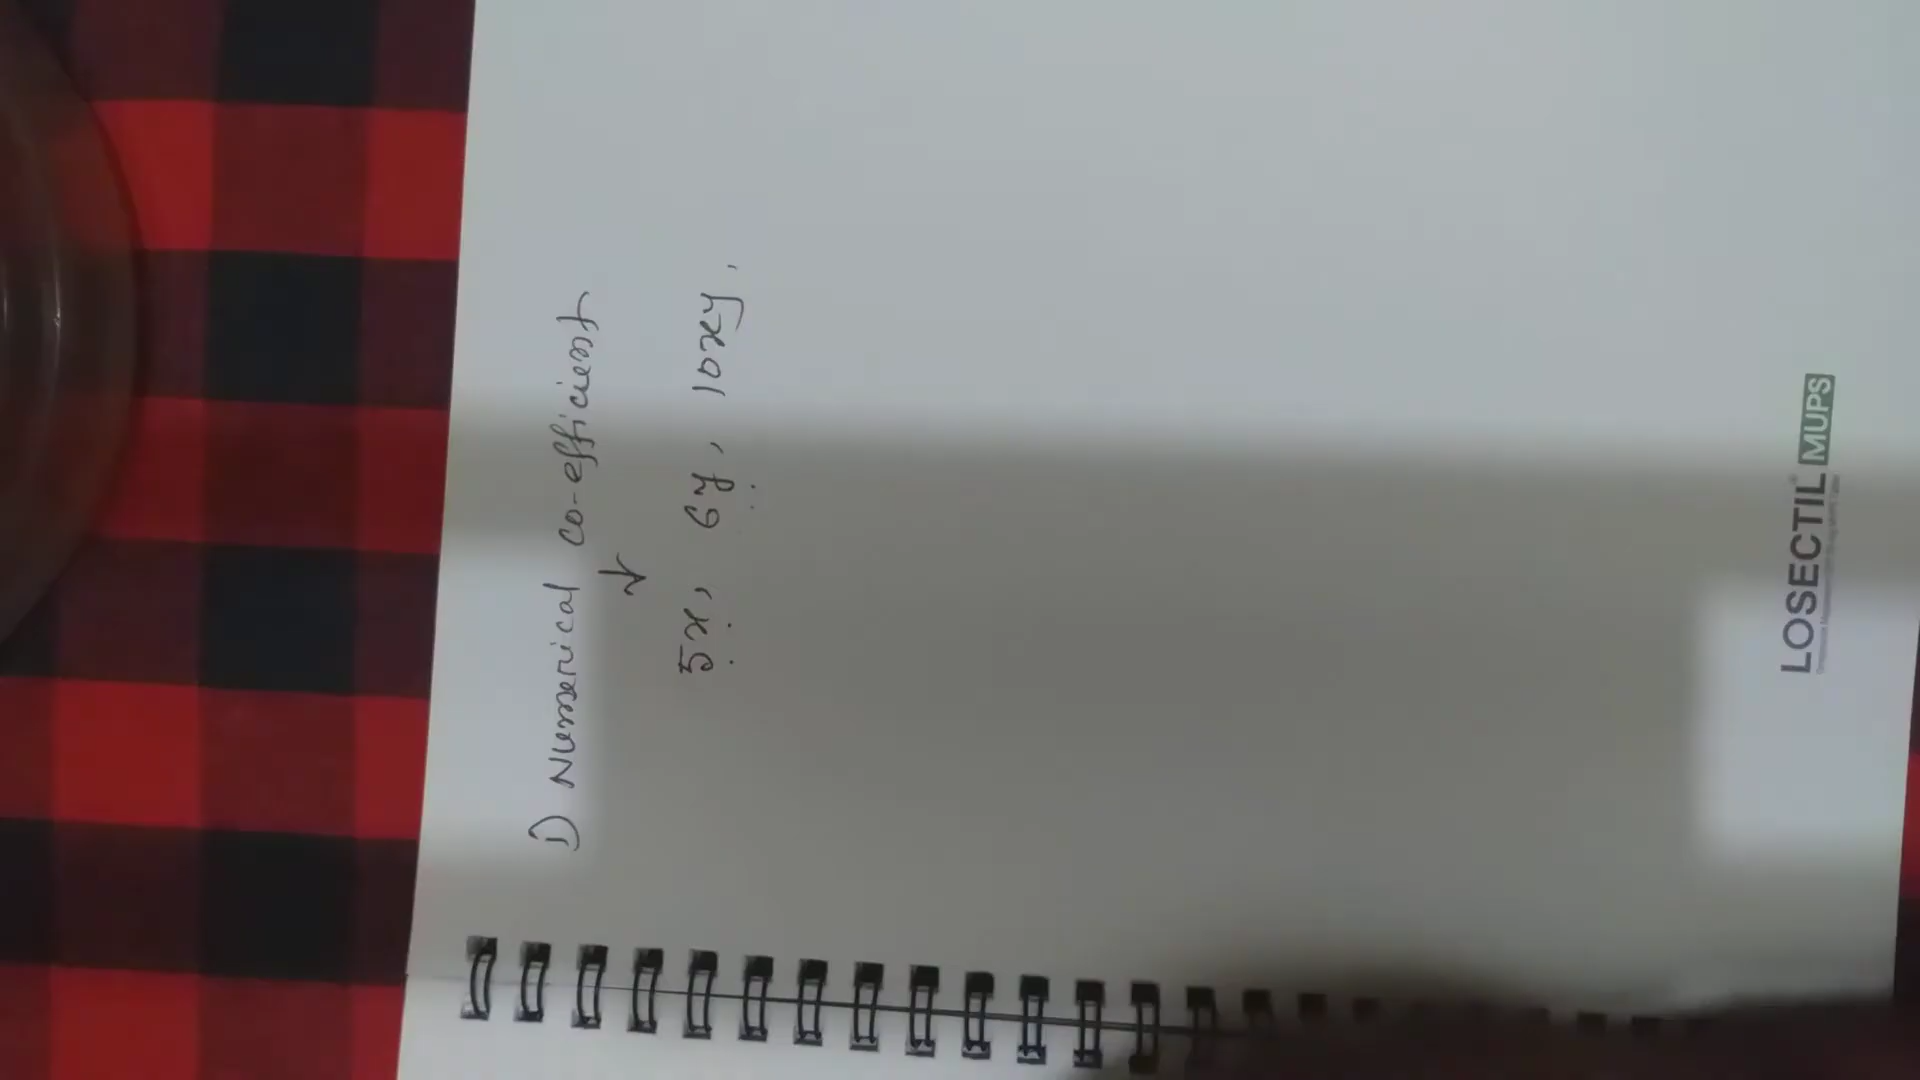 1) Numerical co-efficient
↓
5x, 6y, 10xy,
LOSECTIL® MUPS